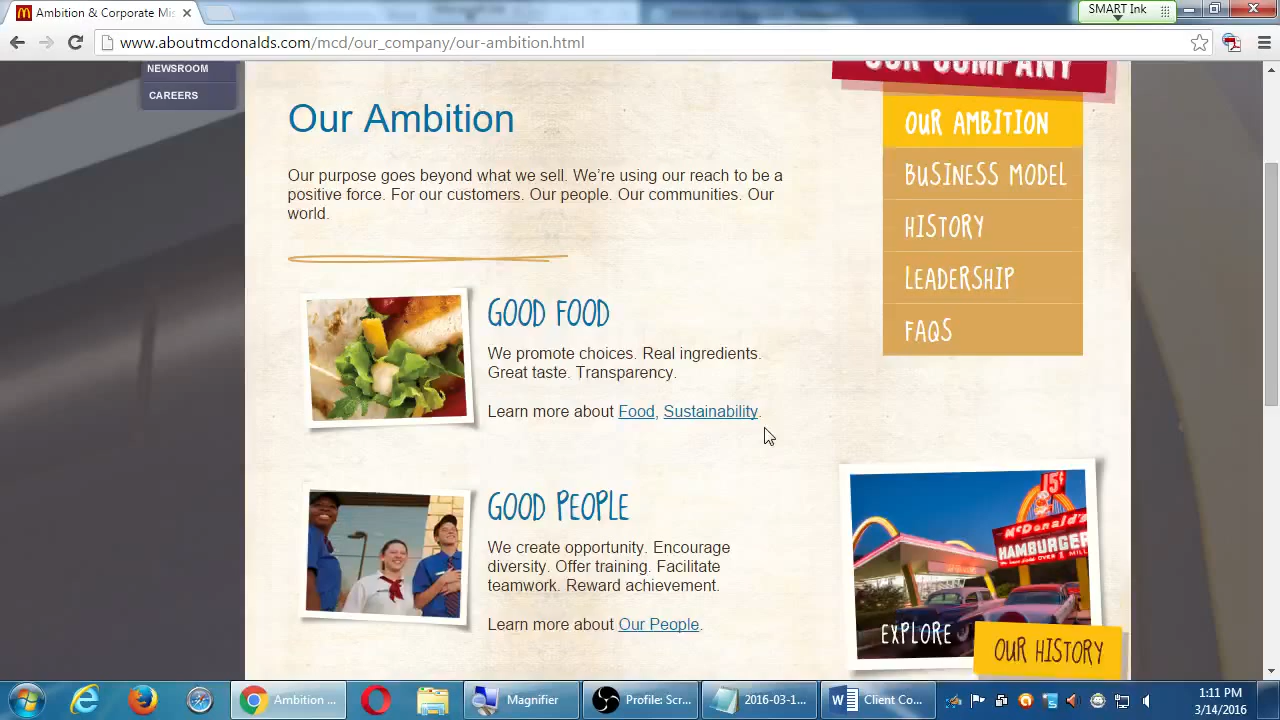 Ambition & Corporate Mis
SMART Ink
www.aboutmcdonalds.com/mcd/our_company/our-ambition.html
NEWSROOM
CAREERS
OUR COMPANY
Our Ambition
Our purpose goes beyond what we sell. We're using our reach to be a
positive force. For our customers. Our people. Our communities. Our
world.
OUR AMBITION
BUSINESS MODEL
HISTORY
LEADERSHIP
FAQS
GOOD FOOD
We promote choices. Real ingredients.
Great taste. Transparency.
Learn more about Food, Sustainability.
GOOD PEOPLE
We create opportunity. Encourage
diversity. Offer training. Facilitate
teamwork. Reward achievement.
Learn more about Our People.
15¢
McDonald's
HAMBURGERS
EXPLORE
OUR HISTORY
Ambition ...
Magnifier
Profile: Scr...
2016-03-1...
Client Co...
1:11 PM
3/14/2016